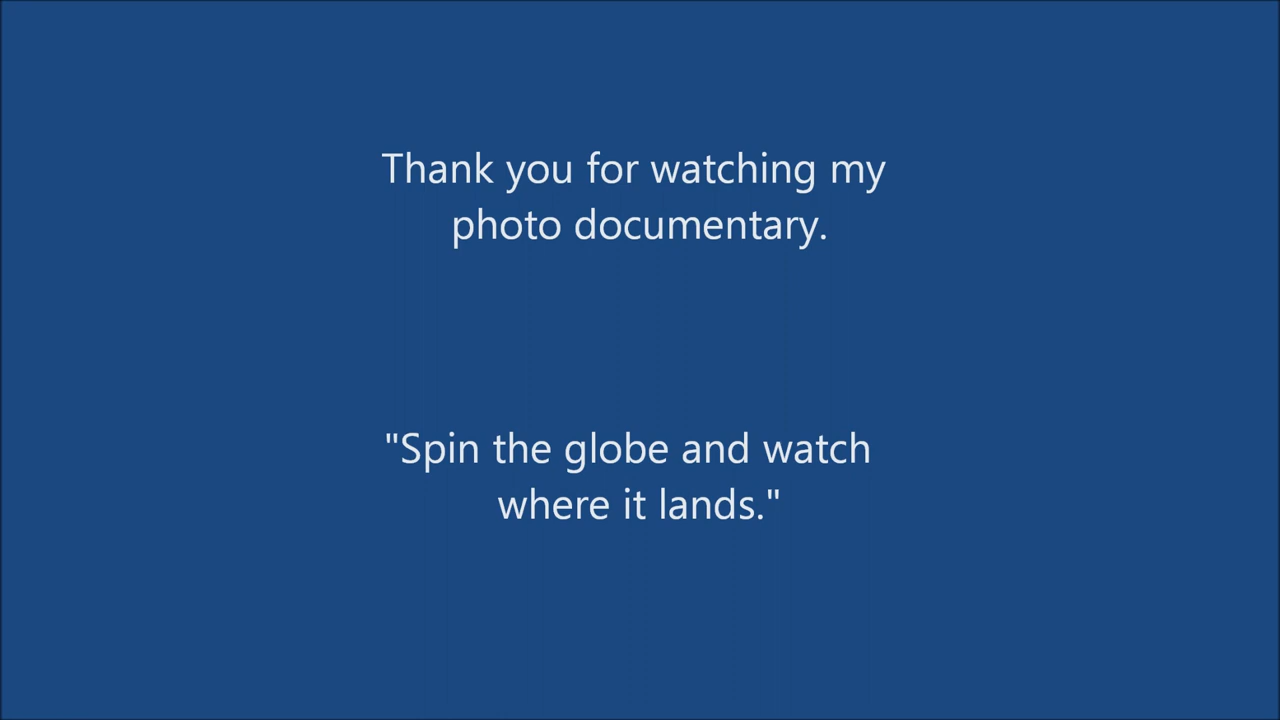 Thank you for watching my
photo documentary.
"Spin the globe and watch
where it lands."